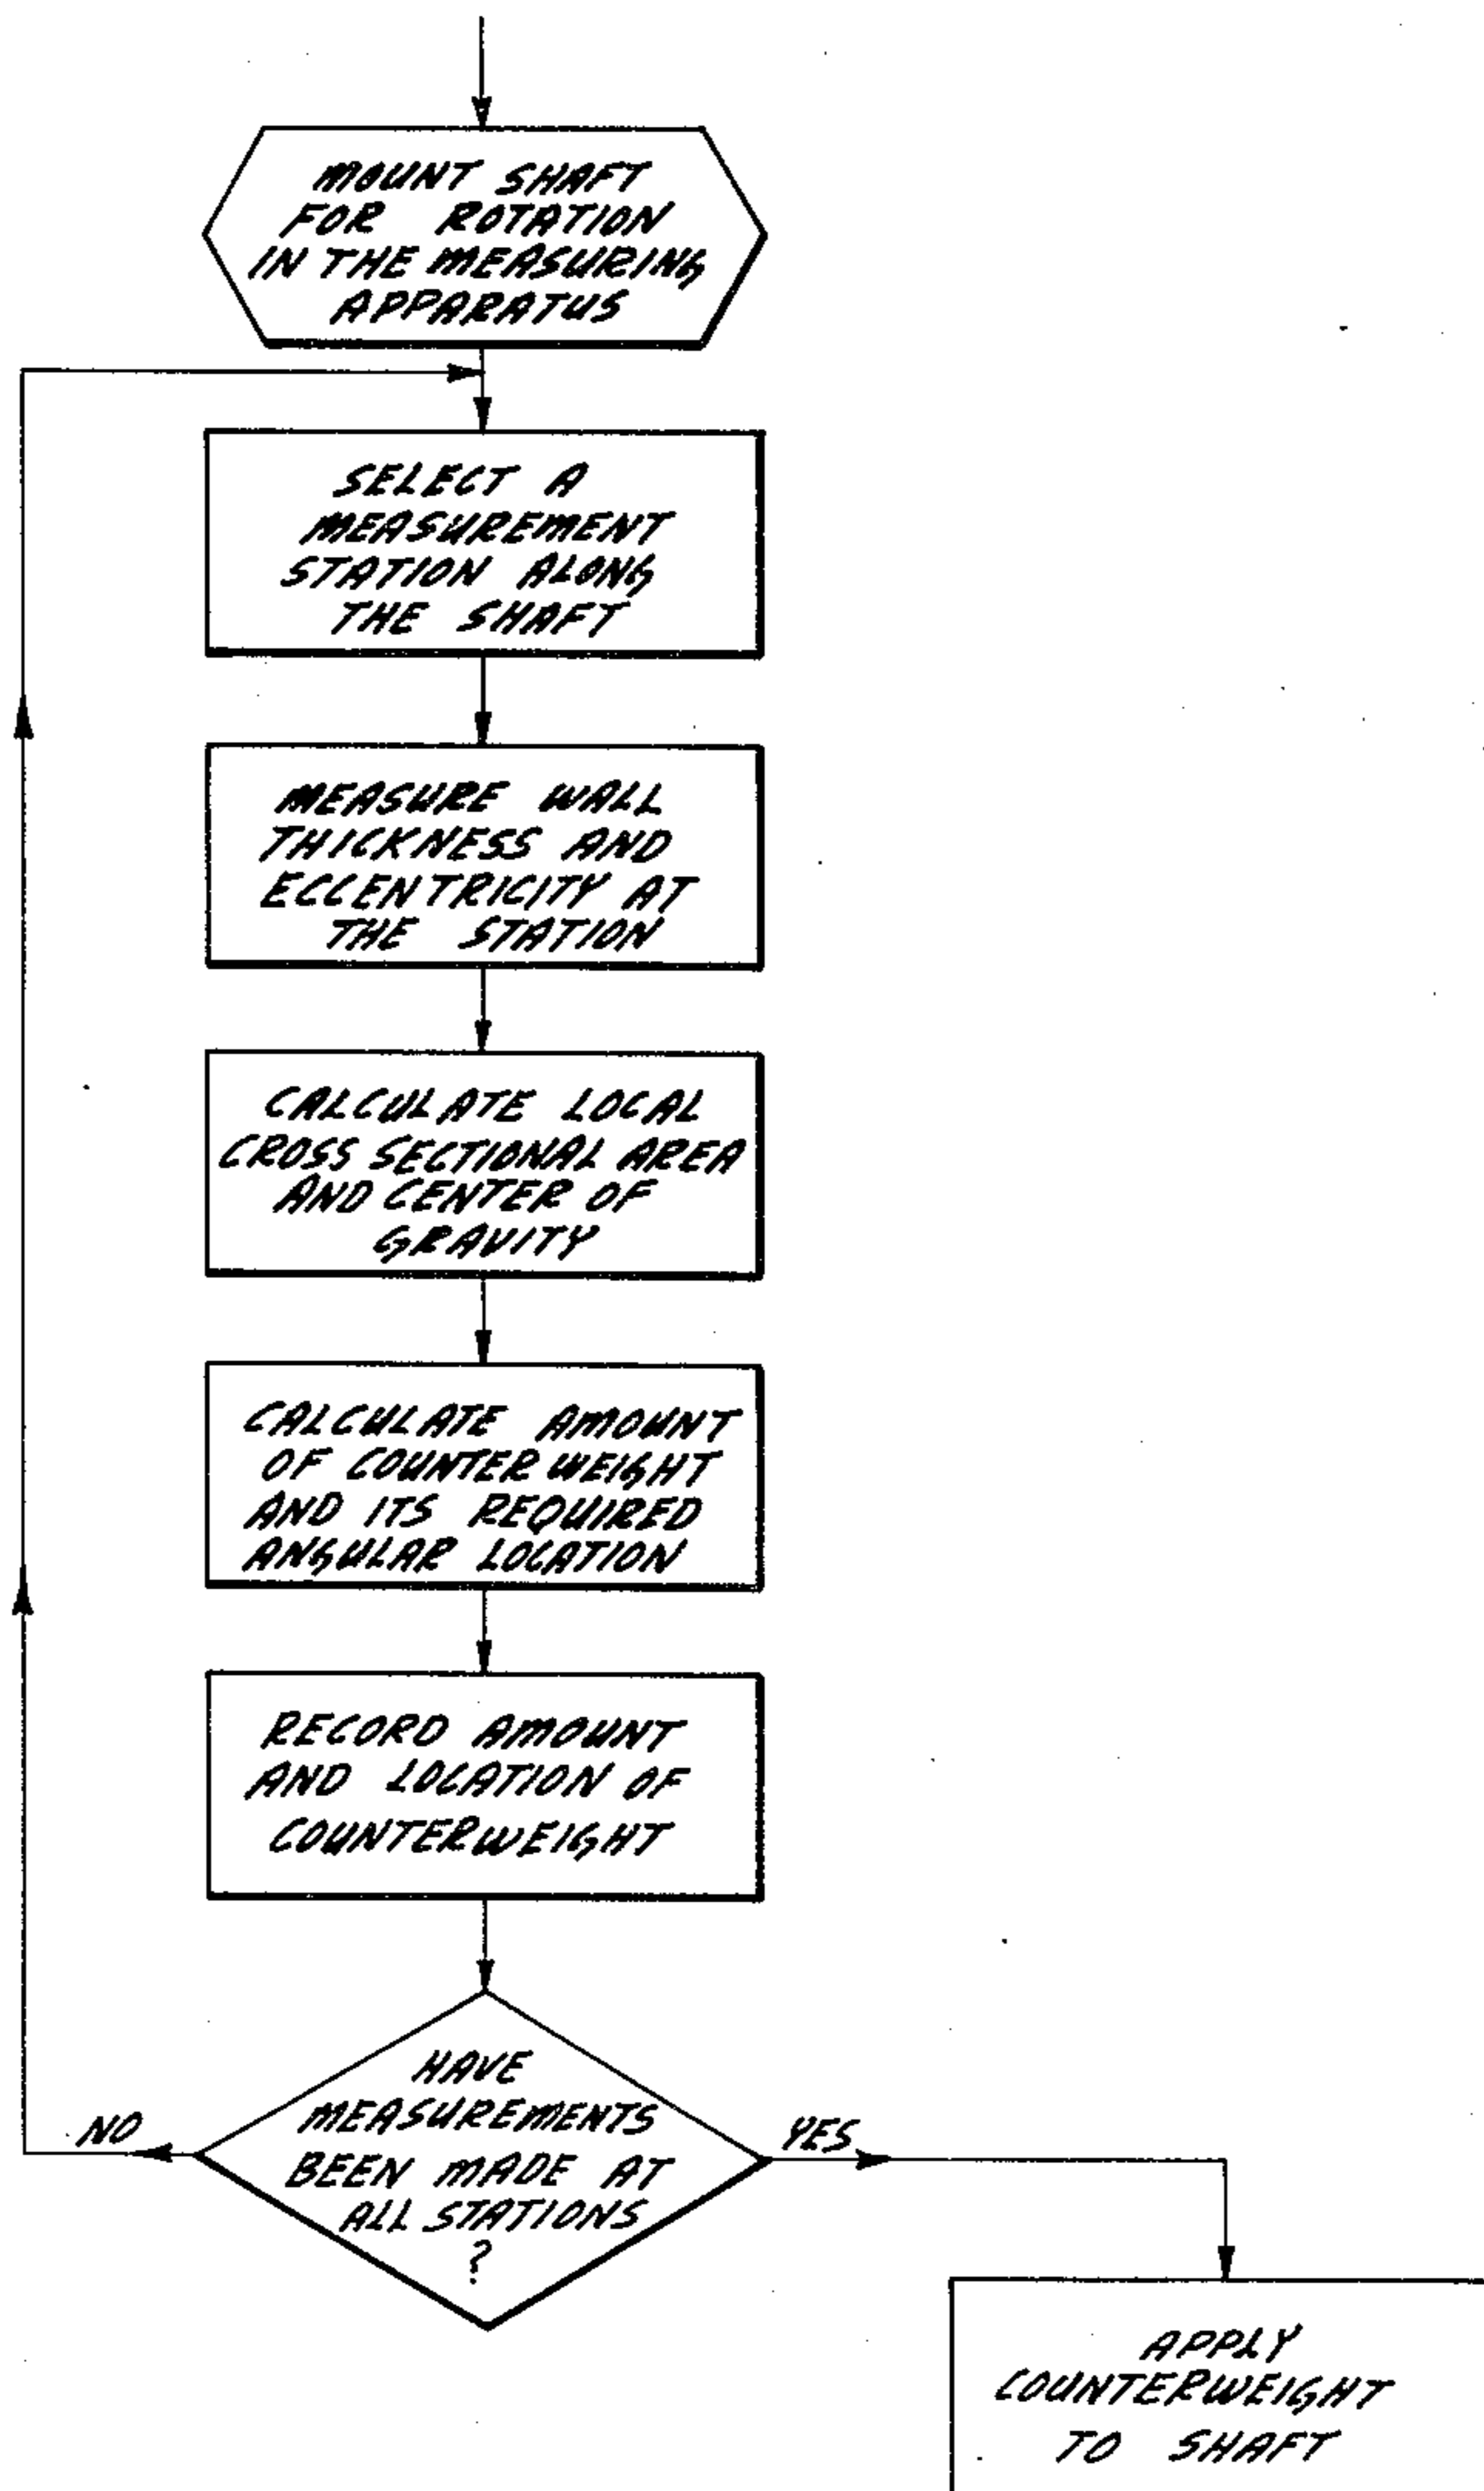 MOUNT SHAFT
FOR ROTATION
IN THE MEASURING
APPARATUS
SELECT A
MEASUREMENT
STATION ALONG
THE SHAFT
MEASURE WALL
THICKNESS AND
ECCENTRICITY AT
THE STATION
CALCULATE LOCAL
CROSS SECTIONAL AREA
AND CENTER OF
GRAVITY
CALCULATE AMOUNT
OF COUNTER WEIGHT
AND ITS REQUIRED
ANGULAR LOCATION
RECORD AMOUNT
AND LOCATION OF
COUNTERWEIGHT
HAVE
MEASUREMENTS
BEEN MADE AT
ALL STATIONS
?
NO
YES
APPLY
COUNTERWEIGHT
TO SHAFT